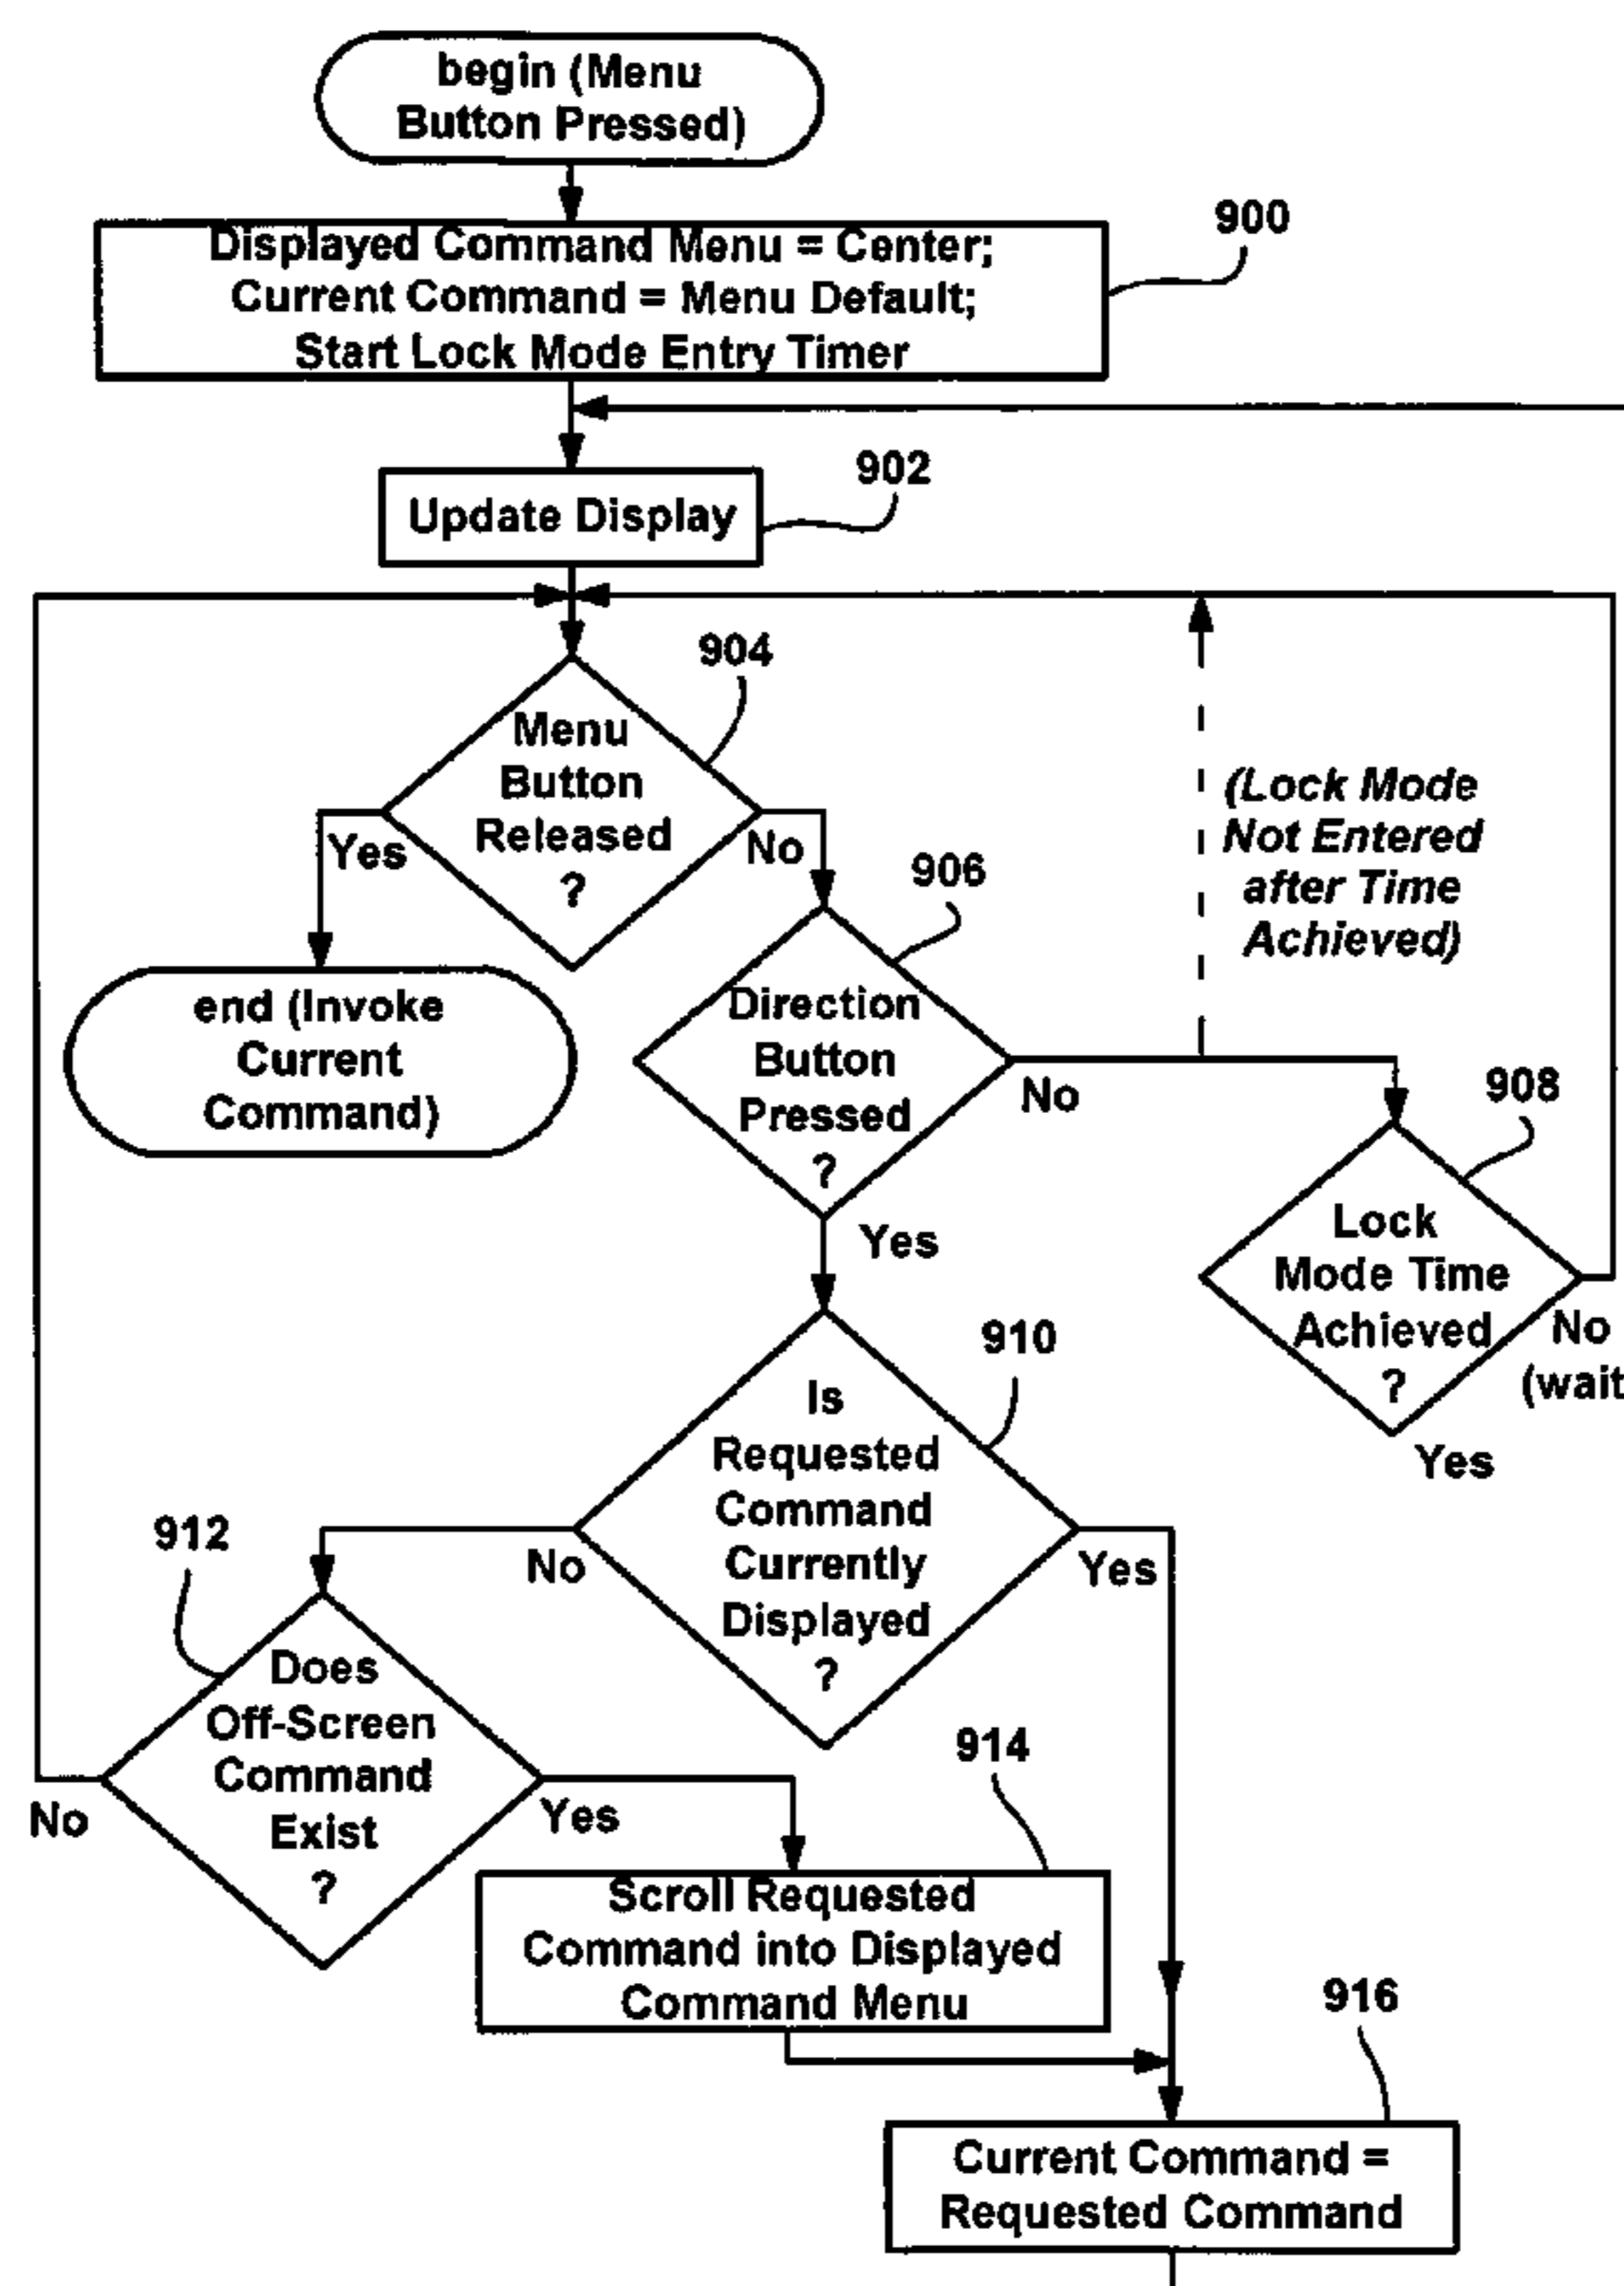 begin (Menu
Button Pressed)
900
Displayed Command Menu = Center;
Current Command = Menu Default;
Start Lock Mode Entry Timer
902
Update Display
904
Menu
Button
Released
?
Yes
No
(Lock Mode
Not Entered
after Time
Achieved)
906
end (Invoke
Current
Command)
Direction
Button
Pressed
?
No
Yes
908
Lock
Mode Time
Achieved
?
No
(wait
Yes
910
Is
Requested
Command
Currently
Displayed
?
No
Yes
912
Does
Off-Screen
Command
Exist
?
No
Yes
914
Scroll Requested
Command into Displayed
Command Menu
916
Current Command =
Requested Command